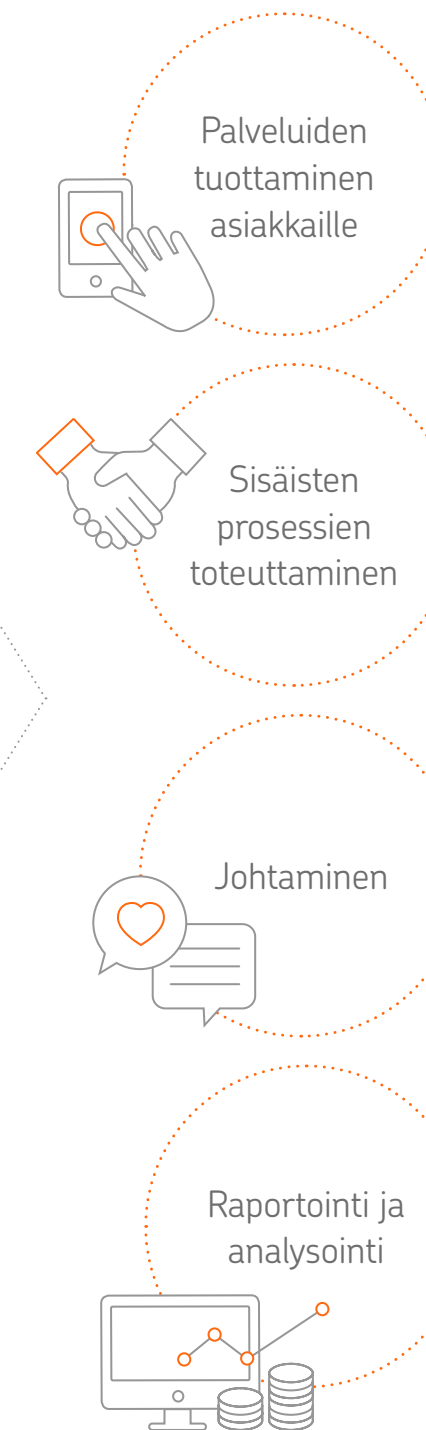 Palveluiden
tuottaminen
asiakkaille
Sisäisten
prosessien
toteuttaminen
Johtaminen
Raportointi ja
analysointi